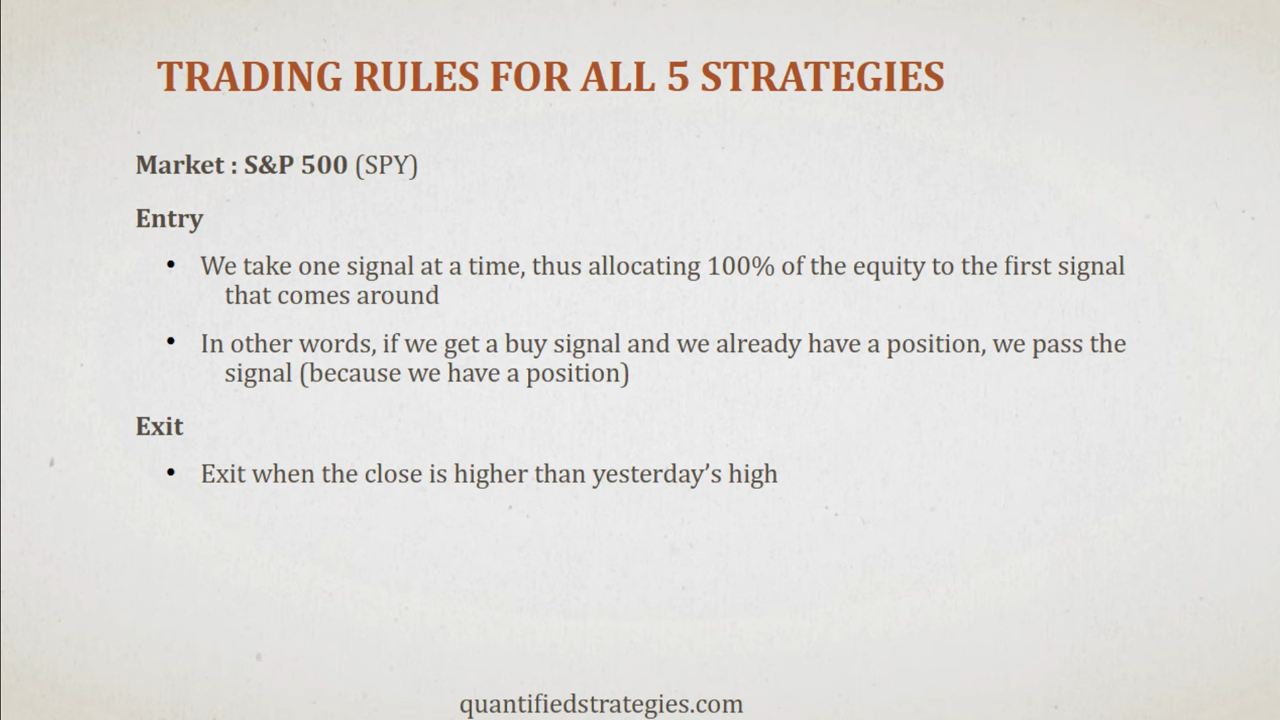 TRADING RULES FOR ALL 5 STRATEGIES
Market : S&P 500 (SPY)
Entry
• We take one signal at a time, thus allocating 100% of the equity to the first signal
that comes around
• In other words, if we get a buy signal and we already have a position, we pass the
signal (because we have a position)
Exit
• Exit when the close is higher than yesterday’s high
quantifiedstrategies.com